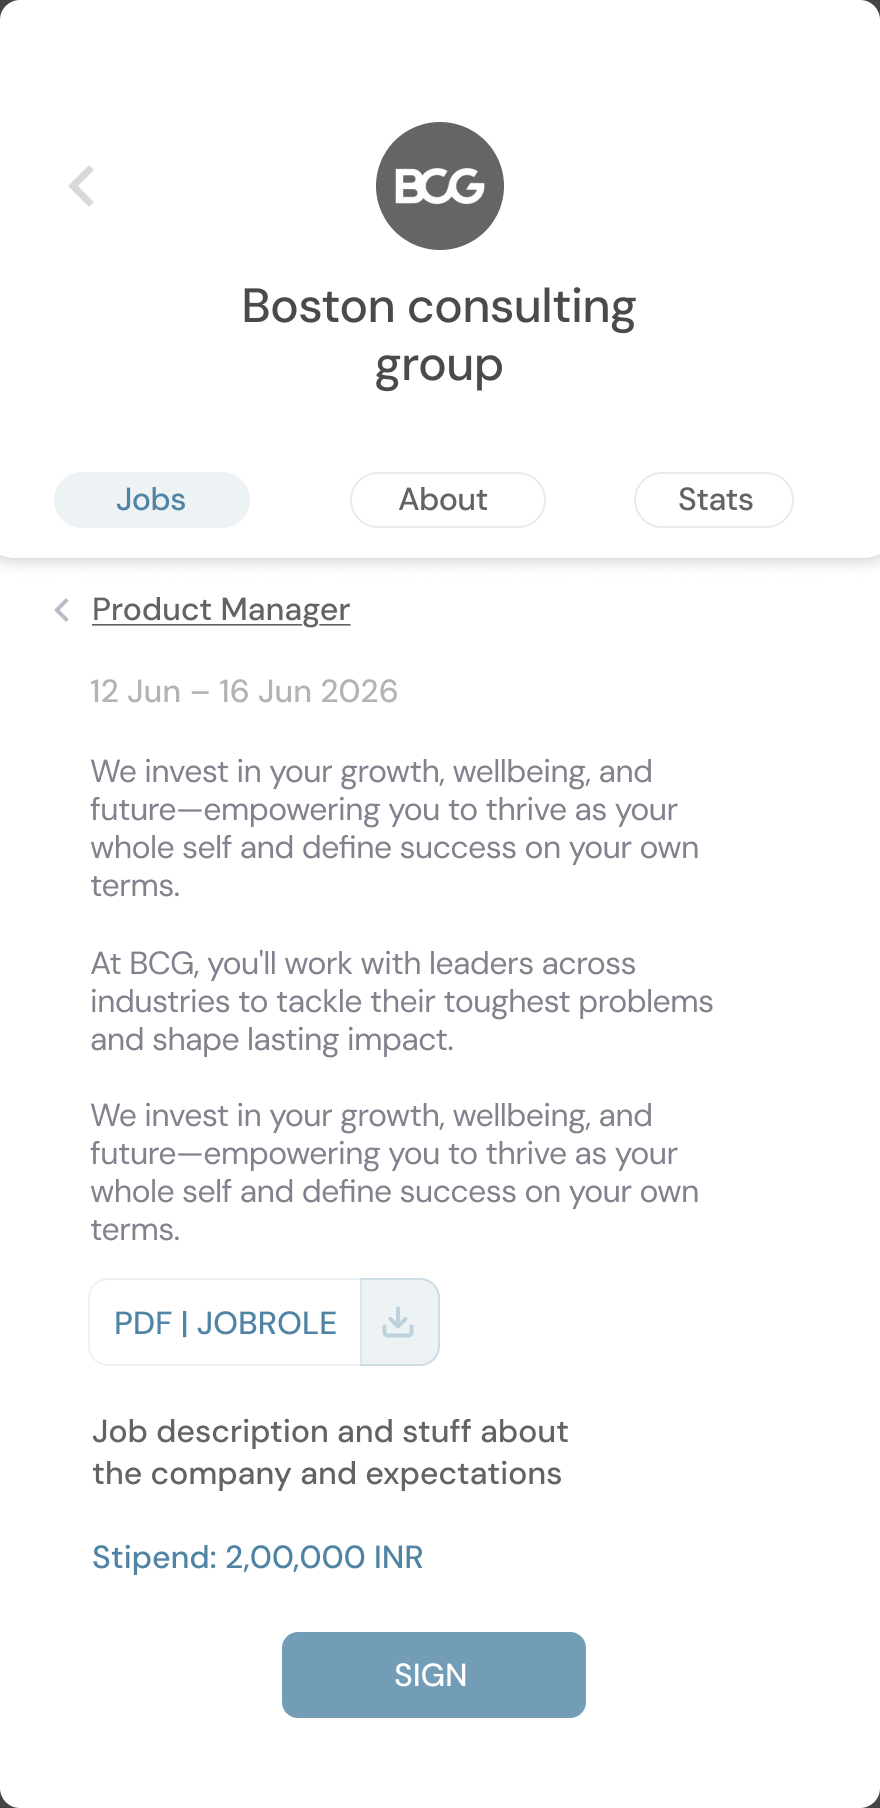 BCG
Boston consulting
group
Jobs
About
Stats
Product Manager
12 Jun – 16 Jun 2026
We invest in your growth, wellbeing, and
future—empowering you to thrive as your
whole self and define success on your own
terms.
At BCG, you'll work with leaders across
industries to tackle their toughest problems
and shape lasting impact.
We invest in your growth, wellbeing, and
future—empowering you to thrive as your
whole self and define success on your own
terms.
PDF | JOBROLE
Job description and stuff about
the company and expectations
Stipend: 2,00,000 INR
SIGN